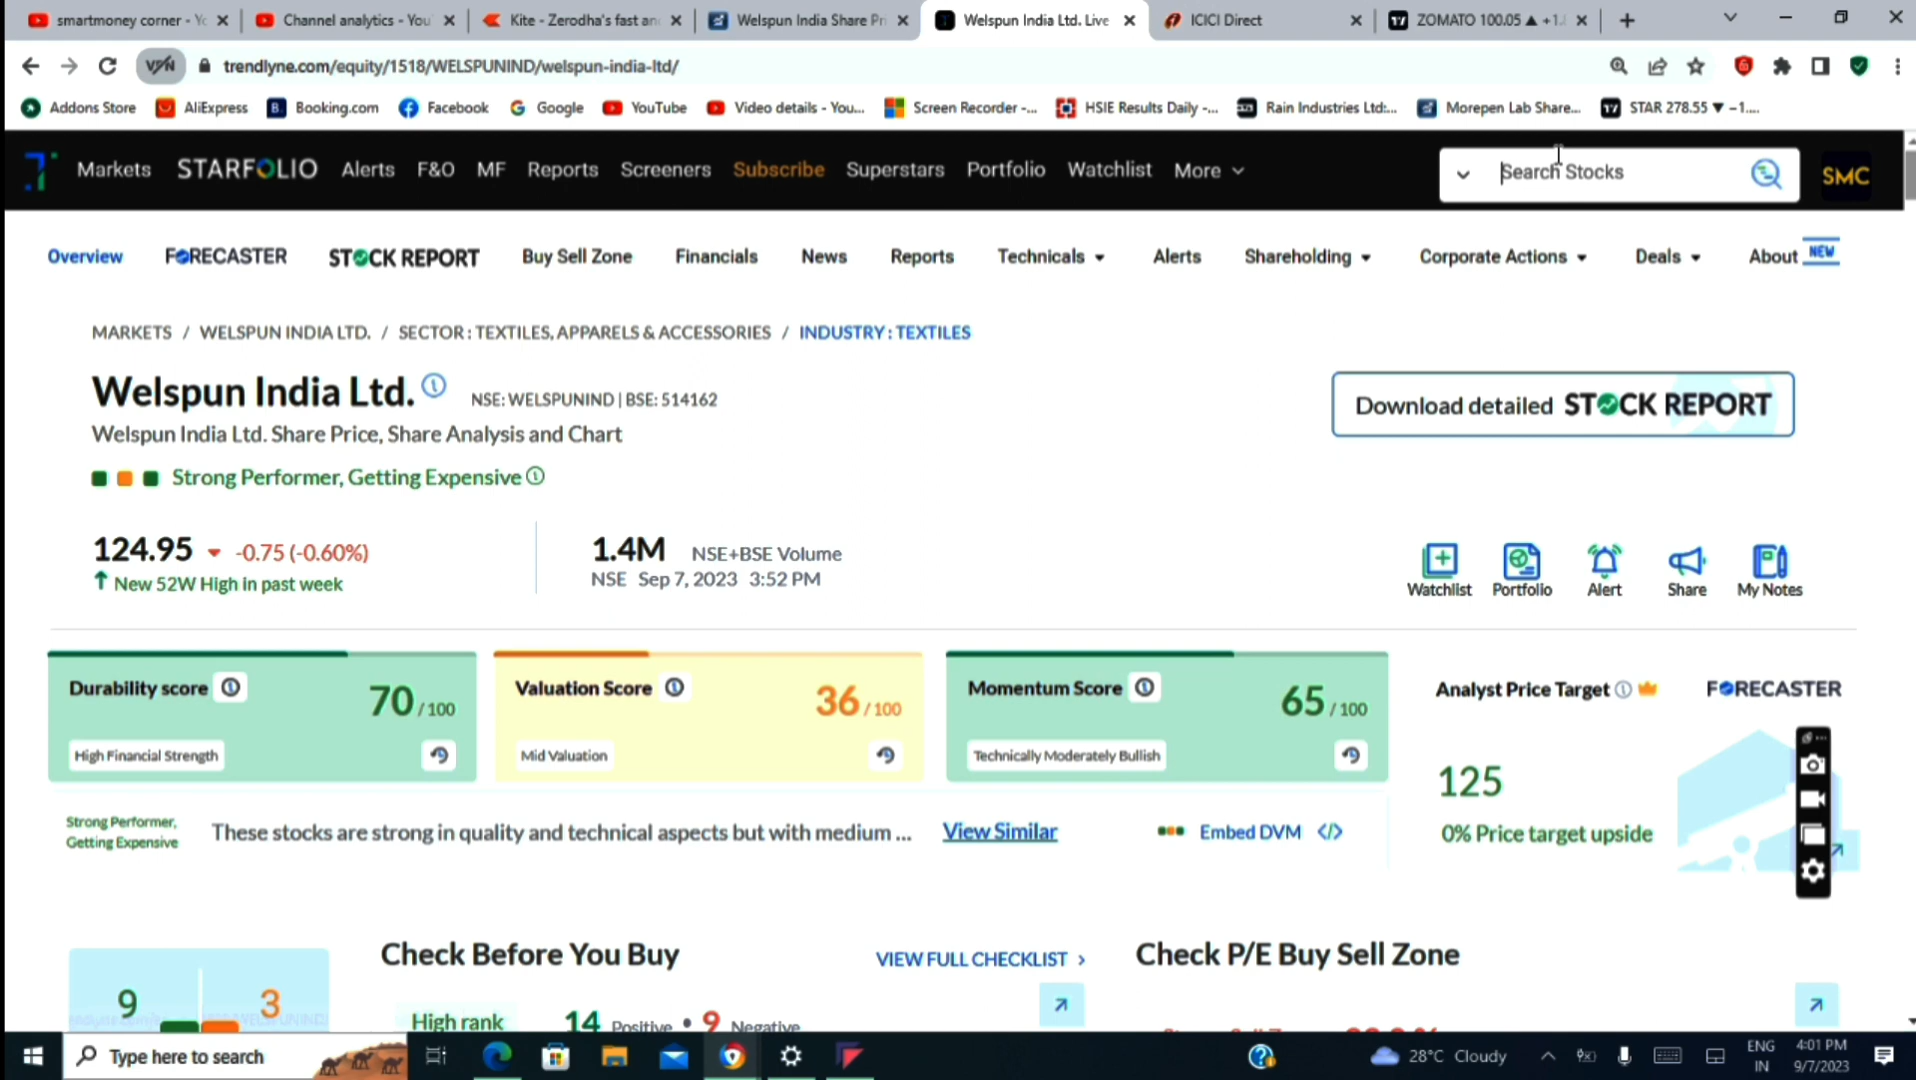 smartmoney corner - Yo
Channel analytics - You
Kite - Zerodha's fast an
Welspun India Share Pri
Welspun India Ltd. Live
ICICI Direct
ZOMATO 100.05 ▲ +1.
VPN
trendlyne.com/equity/1518/WELSPUNIND/welspun-india-ltd/
Addons Store
AliExpress
Booking.com
Facebook
Google
YouTube
Video details - You...
Screen Recorder -...
HSIE Results Daily -...
Rain Industries Ltd:...
Morepen Lab Share...
STAR 278.55 ▼ −1....
Markets STARFOLIO Alerts F&O MF Reports Screeners Subscribe Superstars Portfolio Watchlist More
Search Stocks
SMC
Overview FORECASTER STOCK REPORT Buy Sell Zone Financials News Reports Technicals Alerts Shareholding Corporate Actions Deals About NEW
MARKETS / WELSPUN INDIA LTD. / SECTOR : TEXTILES, APPARELS & ACCESSORIES / INDUSTRY : TEXTILES
Welspun India Ltd.
NSE: WELSPUNIND | BSE: 514162
Download detailed STOCK REPORT
Welspun India Ltd. Share Price, Share Analysis and Chart
Strong Performer, Getting Expensive
124.95 -0.75 (-0.60%)
New 52W High in past week
1.4M NSE+BSE Volume
NSE Sep 7, 2023 3:52 PM
Watchlist Portfolio Alert Share My Notes
Durability score
70 / 100
High Financial Strength
Valuation Score
36 / 100
Mid Valuation
Momentum Score
65 / 100
Technically Moderately Bullish
Analyst Price Target
FORECASTER
125
0% Price target upside
Strong Performer,
Getting Expensive
These stocks are strong in quality and technical aspects but with medium ...
View Similar
Embed DVM </>
9 3
Check Before You Buy
VIEW FULL CHECKLIST >
High rank
14 Positive • 9 Negative
Check P/E Buy Sell Zone
Type here to search
28°C Cloudy
ENG
IN
4:01 PM
9/7/2023